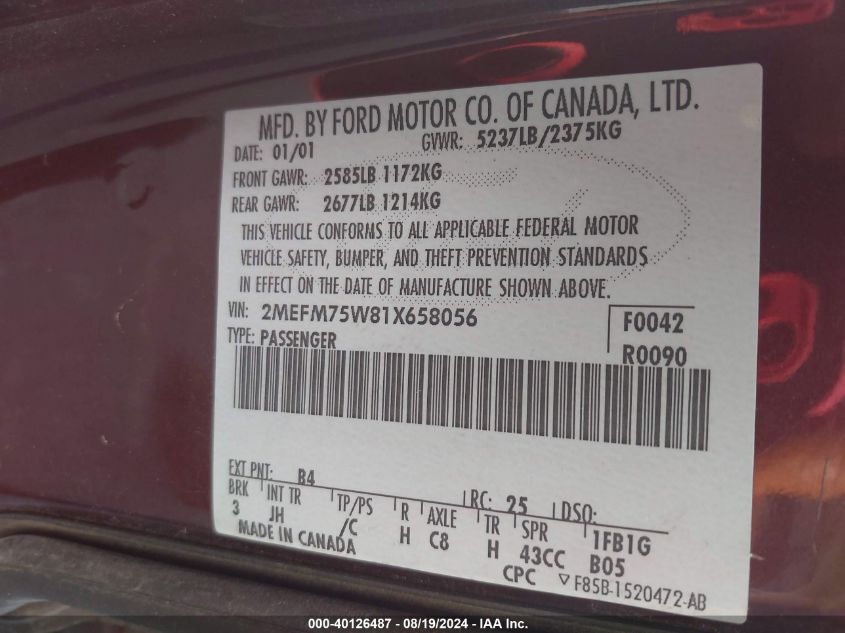 MFD. BY FORD MOTOR CO. OF CANADA, LTD.
DATE: 01/01 GVWR: 5237LB/2375KG
FRONT GAWR: 2585LB 1172KG
REAR GAWR: 2677LB 1214KG
THIS VEHICLE CONFORMS TO ALL APPLICABLE FEDERAL MOTOR
VEHICLE SAFETY, BUMPER, AND THEFT PREVENTION STANDARDS
IN EFFECT ON THE DATE OF MANUFACTURE SHOWN ABOVE.
VIN: 2MEFM75W81X658056 F0042
TYPE: PASSENGER R0090
EXT PNT: B4 RC: 25 DSO:
BRK INT TR TP/PS R AXLE TR SPR 1FB1G
3 JH /C H C8 H 43CC B05
MADE IN CANADA CPC ▽F85B-1520472-AB
000-40126487 - 08/19/2024 - IAA Inc.